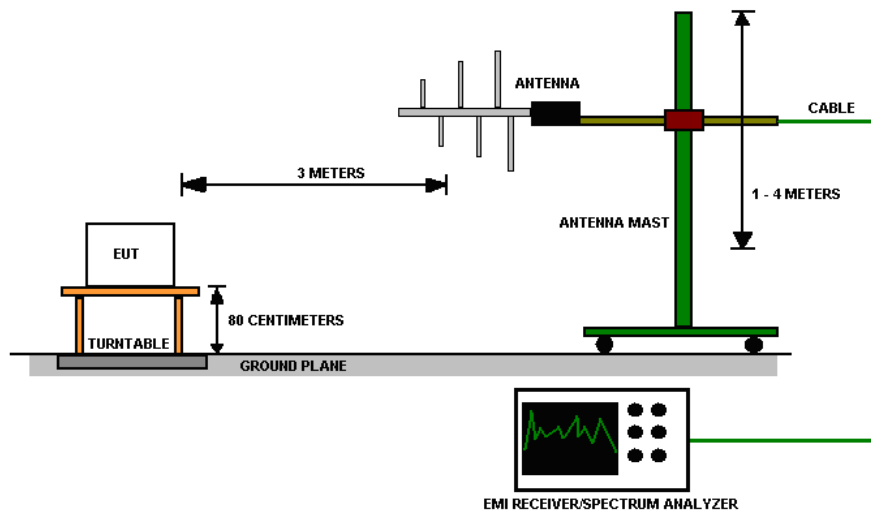 ANTENNA
CABLE
3 METERS
1 - 4 METERS
ANTENNA MAST
EUT
80 CENTIMETERS
TURNTABLE
GROUND PLANE
EMI RECEIVER/SPECTRUM ANALYZER